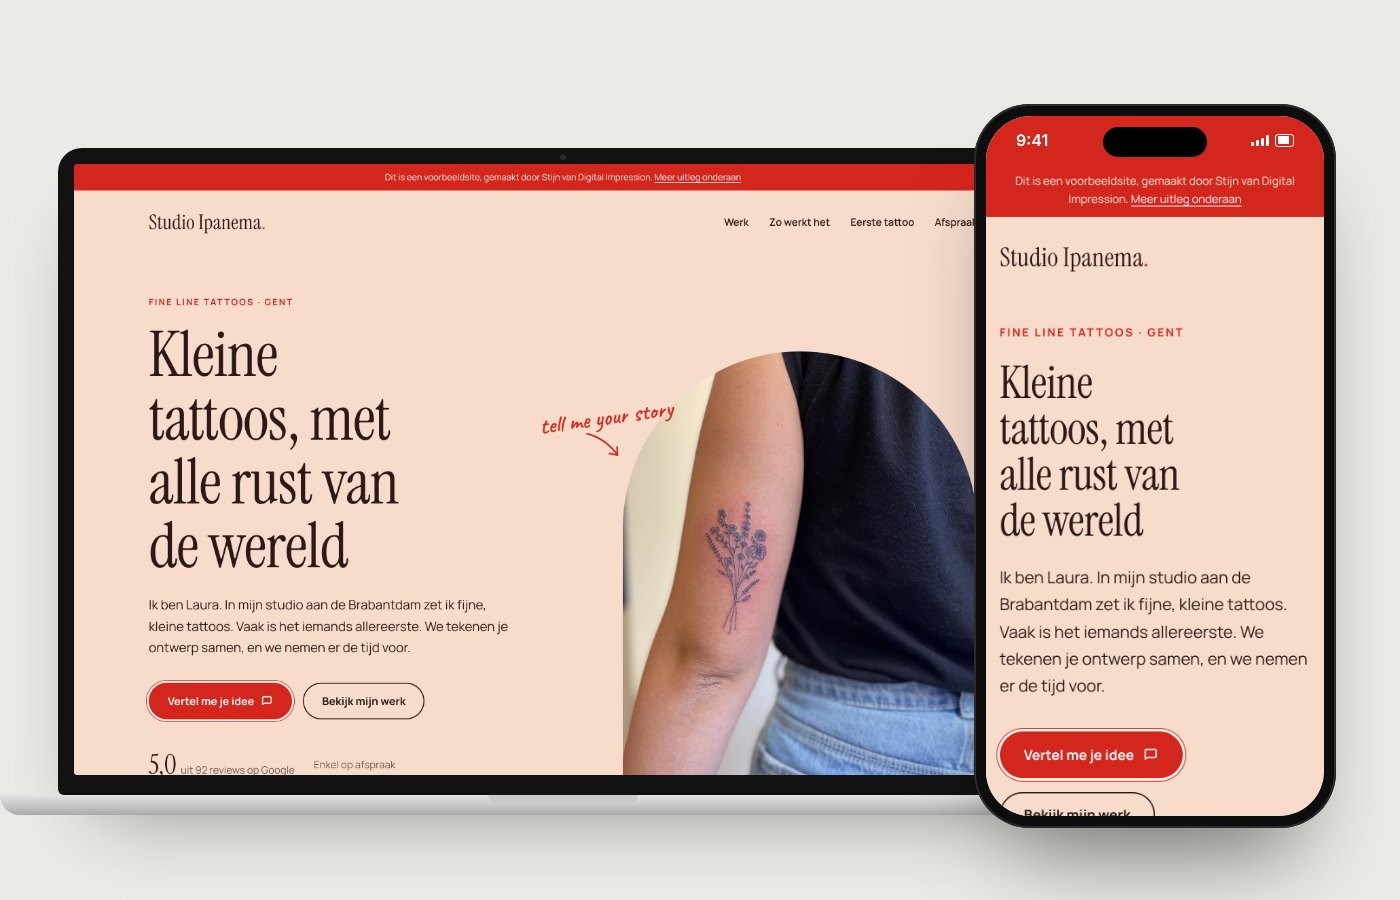 Dit is een voorbeeldsite, gemaakt door Stijn van Digital Impression. Meer uitleg onderaan
Studio Ipanema.
Werk Zo werkt het Eerste tattoo Afspraak
FINE LINE TATTOOS · GENT
Kleine
tattoos, met
alle rust van
de wereld
tell me your story
Ik ben Laura. In mijn studio aan de Brabantdam zet ik fijne,
kleine tattoos. Vaak is het iemands allereerste. We tekenen je
ontwerp samen, en we nemen er de tijd voor.
Vertel me je idee Bekijk mijn werk
5,0 uit 92 reviews op Google Enkel op afspraak
9:41
Dit is een voorbeeldsite, gemaakt door Stijn van Digital
Impression. Meer uitleg onderaan
Studio Ipanema.
FINE LINE TATTOOS · GENT
Kleine
tattoos, met
alle rust van
de wereld
Ik ben Laura. In mijn studio aan de
Brabantdam zet ik fijne, kleine tattoos.
Vaak is het iemands allereerste. We
tekenen je ontwerp samen, en we nemen
er de tijd voor.
Vertel me je idee
Bekijk mijn werk